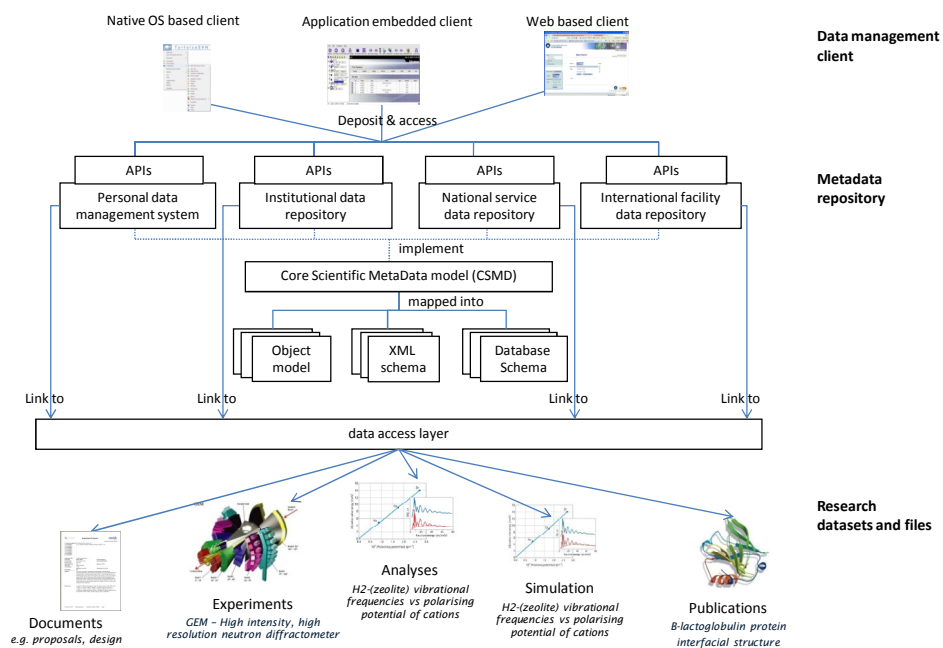 Native OS based client
Application embedded client
Web based client
Data management
client
TortoiseSVN
Deposit & access
APIs
APIs
APIs
APIs
Metadata
repository
Personal data
management system
Institutional data
repository
National service
data repository
International facility
data repository
implement
Core Scientific MetaData model (CSMD)
mapped into
Object
model
XML
schema
Database
Schema
Link to
Link to
Link to
Link to
data access layer
Research
datasets and files
Documents
e.g. proposals, design
Experiments
GEM – High intensity, high
resolution neutron diffractometer
Analyses
H2-(zeolite) vibrational
frequencies vs polarising
potential of cations
Simulation
H2-(zeolite) vibrational
frequencies vs polarising
potential of cations
Publications
B-lactoglobulin protein
interfacial structure